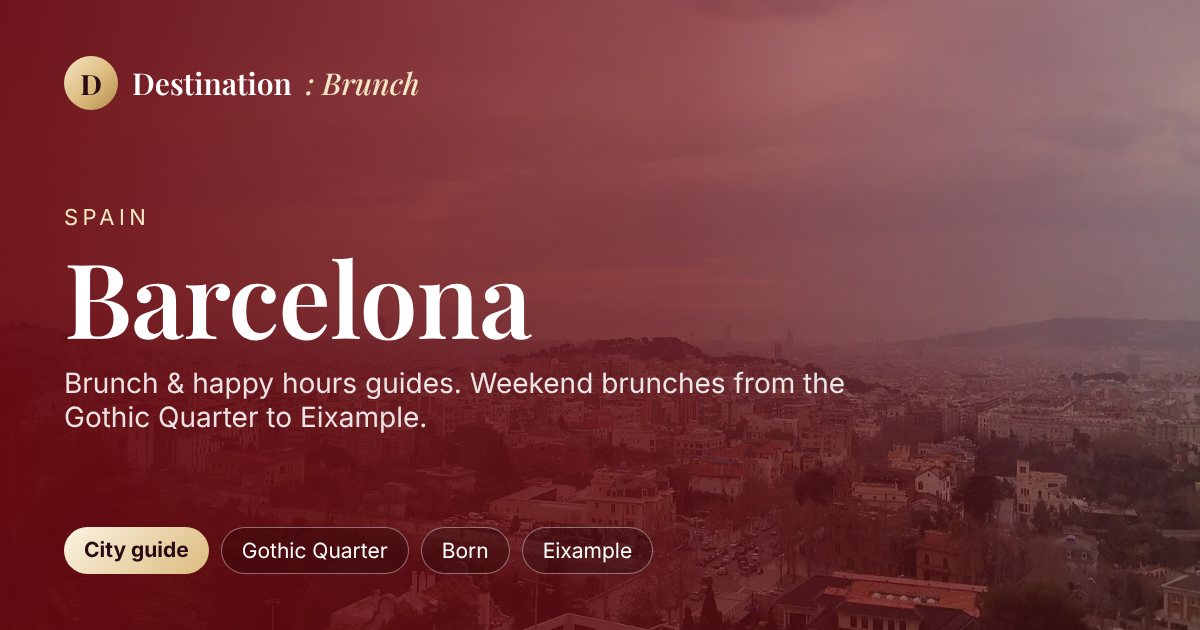 D Destination : Brunch
SPAIN
Barcelona
Brunch & happy hours guides. Weekend brunches from the
Gothic Quarter to Eixample.
City guide Gothic Quarter Born Eixample